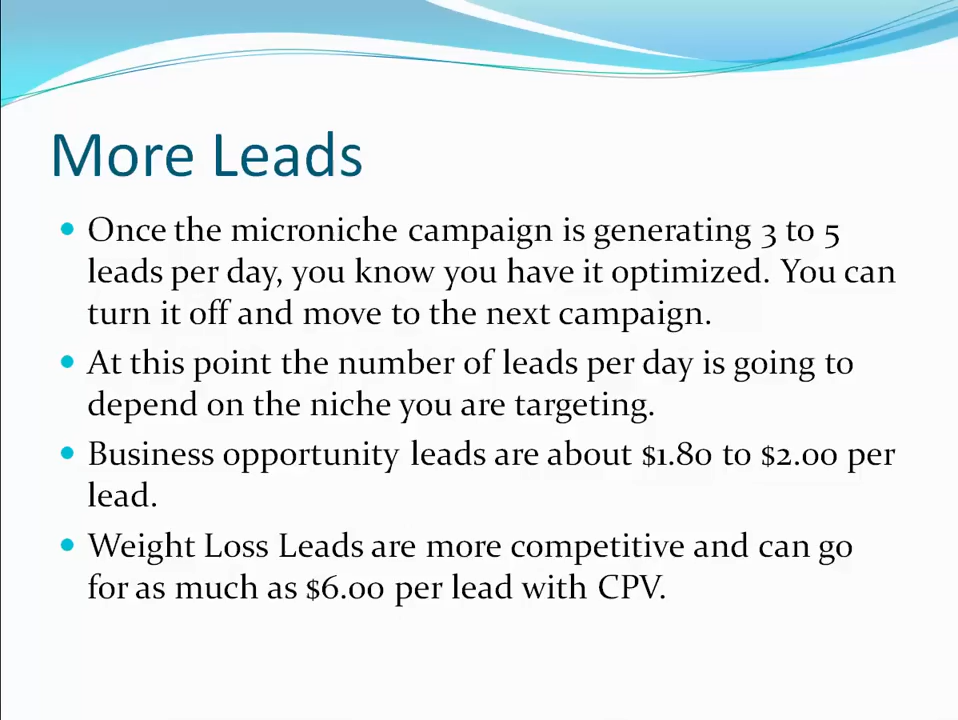 More Leads
Once the microniche campaign is generating 3 to 5
leads per day, you know you have it optimized. You can
turn it off and move to the next campaign.
At this point the number of leads per day is going to
depend on the niche you are targeting.
Business opportunity leads are about $1.80 to $2.00 per
lead.
Weight Loss Leads are more competitive and can go
for as much as $6.00 per lead with CPV.